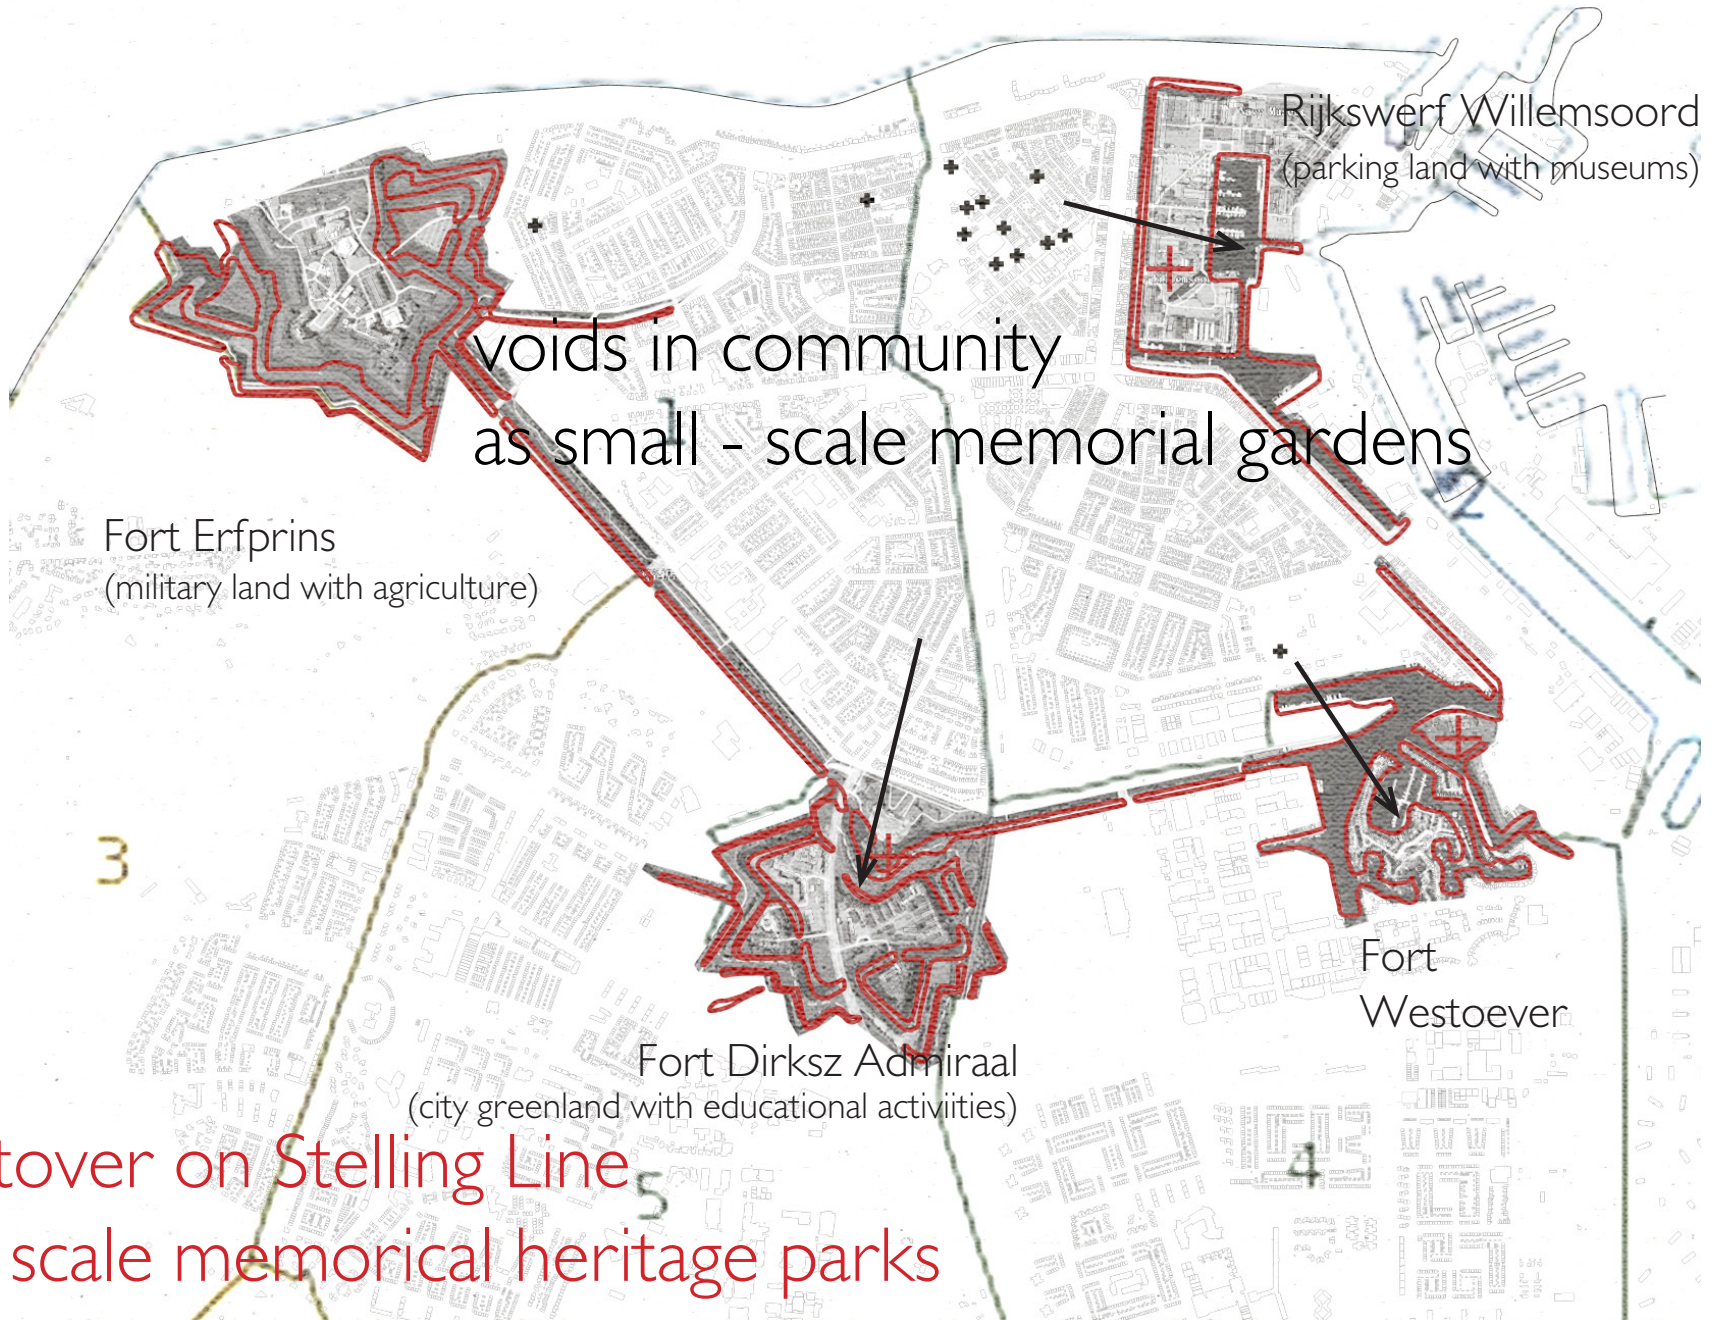 Rijkswerf Willemsoord
(parking land with museums)
voids in community
1
as small - scale memorial gardens
Fort Erfprins
(military land with agriculture)
3
Fort
Westoever
Fort Dirksz Admiraal
(city greenland with educational activiities)
tover on Stelling Line
5
4
scale memorical heritage parks